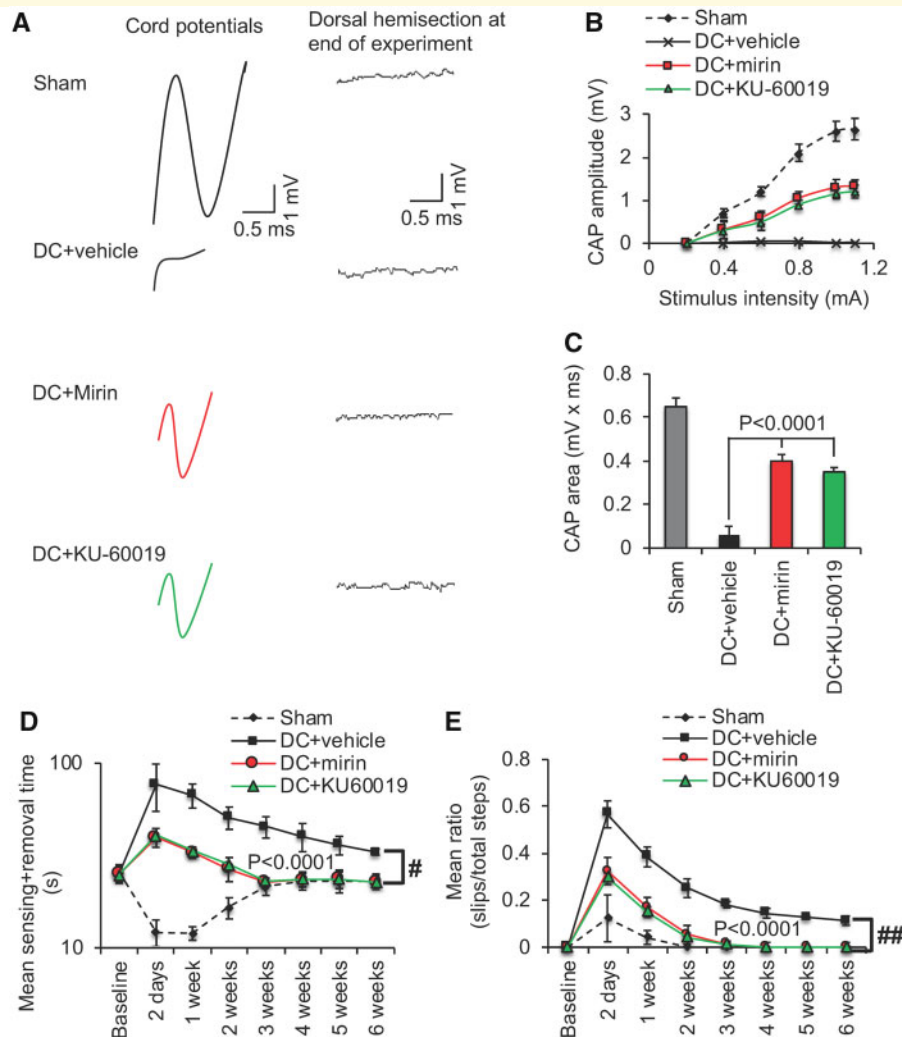 A
Cord potentials
Dorsal hemisection at
end of experiment
Sham
1 mV
0.5 ms
1 mV
0.5 ms
DC+vehicle
DC+Mirin
DC+KU-60019
B
Sham
DC+vehicle
DC+mirin
DC+KU-60019
CAP amplitude (mV)
3
2
1
0
0
0.4
0.8
1.2
Stimulus intensity (mA)
C
CAP area (mV x ms)
0.8
0.6
0.4
0.2
0
P<0.0001
Sham
DC+vehicle
DC+mirin
DC+KU-60019
D
Sham
DC+vehicle
DC+mirin
DC+KU60019
Mean sensing+removal time
(s)
100
10
P<0.0001
#
Baseline
2 days
1 week
2 weeks
3 weeks
4 weeks
5 weeks
6 weeks
E
Sham
DC+vehicle
DC+mirin
DC+KU60019
Mean ratio
(slips/total steps)
0.8
0.6
0.4
0.2
0
P<0.0001
##
Baseline
2 days
1 week
2 weeks
3 weeks
4 weeks
5 weeks
6 weeks